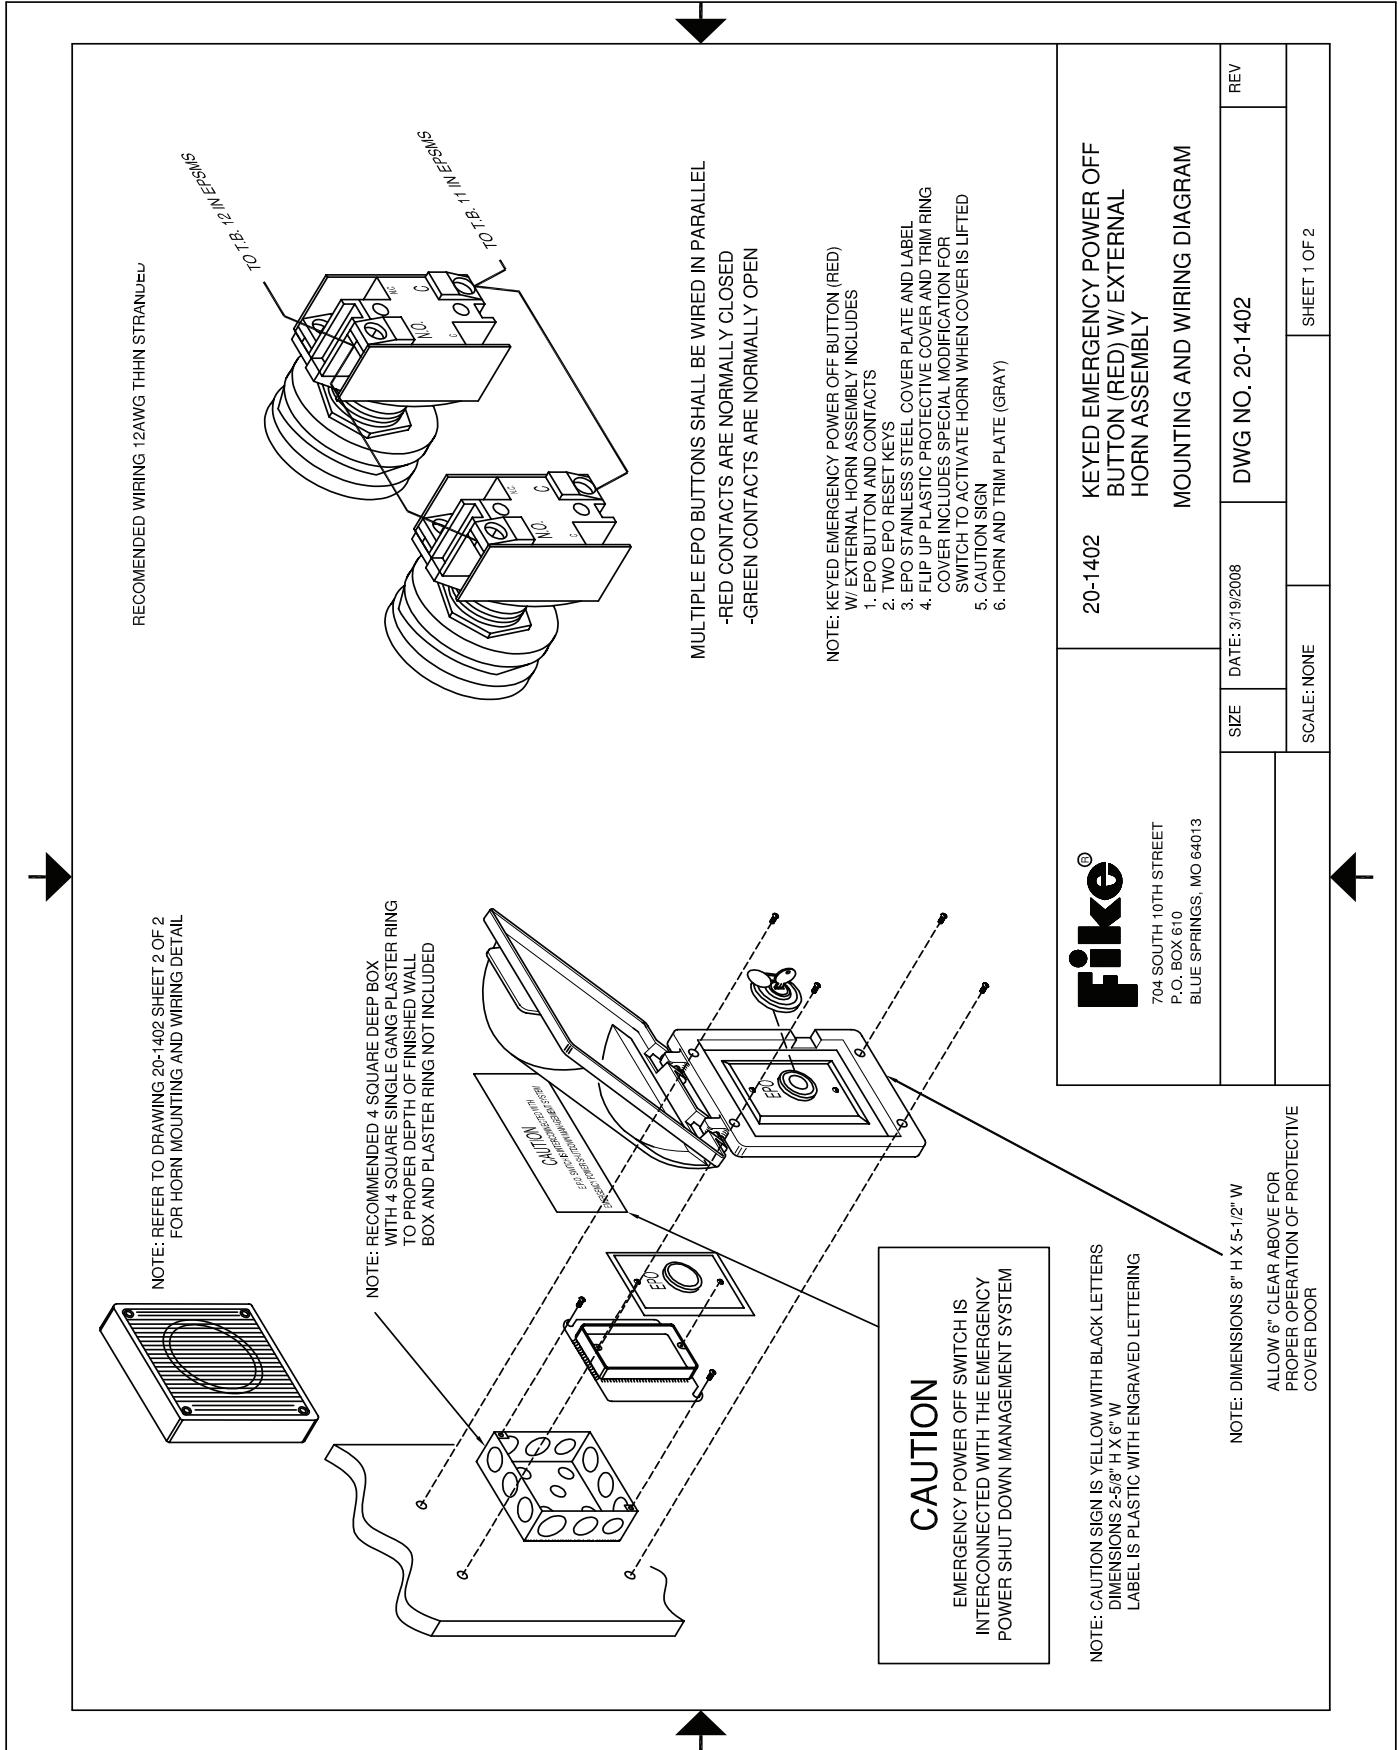 NOTE: REFER TO DRAWING 20-1402 SHEET 2 OF 2
FOR HORN MOUNTING AND WIRING DETAIL
NOTE: RECOMMENDED 4 SQUARE DEEP BOX
WITH 4 SQUARE SINGLE GANG PLASTER RING
TO PROPER DEPTH OF FINISHED WALL
BOX AND PLASTER RING NOT INCLUDED
CAUTION
EPO SWITCH IS INTERCONNECTED WITH
EMERGENCY POWER SHUTDOWN MANAGEMENT SYSTEM
EPO
EPO
CAUTION
EMERGENCY POWER OFF SWITCH IS
INTERCONNECTED WITH THE EMERGENCY
POWER SHUT DOWN MANAGEMENT SYSTEM
NOTE: CAUTION SIGN IS YELLOW WITH BLACK LETTERS
DIMENSIONS 2-5/8" H X 6" W
LABEL IS PLASTIC WITH ENGRAVED LETTERING
NOTE: DIMENSIONS 8" H X 5-1/2" W
ALLOW 6" CLEAR ABOVE FOR
PROPER OPERATION OF PROTECTIVE
COVER DOOR
RECOMENDED WIRING 12AWG THHN STRANDED
TO T.B. 12 IN EPSMS
TO T.B. 11 IN EPSMS
N.O.
N.C
C
G
N.O.
N.C
C
G
MULTIPLE EPO BUTTONS SHALL BE WIRED IN PARALLEL
-RED CONTACTS ARE NORMALLY CLOSED
-GREEN CONTACTS ARE NORMALLY OPEN
NOTE: KEYED EMERGENCY POWER OFF BUTTON (RED)
W/ EXTERNAL HORN ASSEMBLY INCLUDES
1. EPO BUTTON AND CONTACTS
2. TWO EPO RESET KEYS
3. EPO STAINLESS STEEL COVER PLATE AND LABEL
4. FLIP UP PLASTIC PROTECTIVE COVER AND TRIM RING
COVER INCLUDES SPECIAL MODIFICATION FOR
SWITCH TO ACTIVATE HORN WHEN COVER IS LIFTED
5. CAUTION SIGN
6. HORN AND TRIM PLATE (GRAY)
Fike®
704 SOUTH 10TH STREET
P.O. BOX 610
BLUE SPRINGS, MO 64013
20-1402 KEYED EMERGENCY POWER OFF
BUTTON (RED) W/ EXTERNAL
HORN ASSEMBLY
MOUNTING AND WIRING DIAGRAM
SIZE
DATE: 3/19/2008
DWG NO. 20-1402
REV
SCALE: NONE
SHEET 1 OF 2